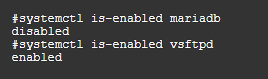 #systemctl is-enabled mariadb
disabled
#systemctl is-enabled vsftpd
enabled